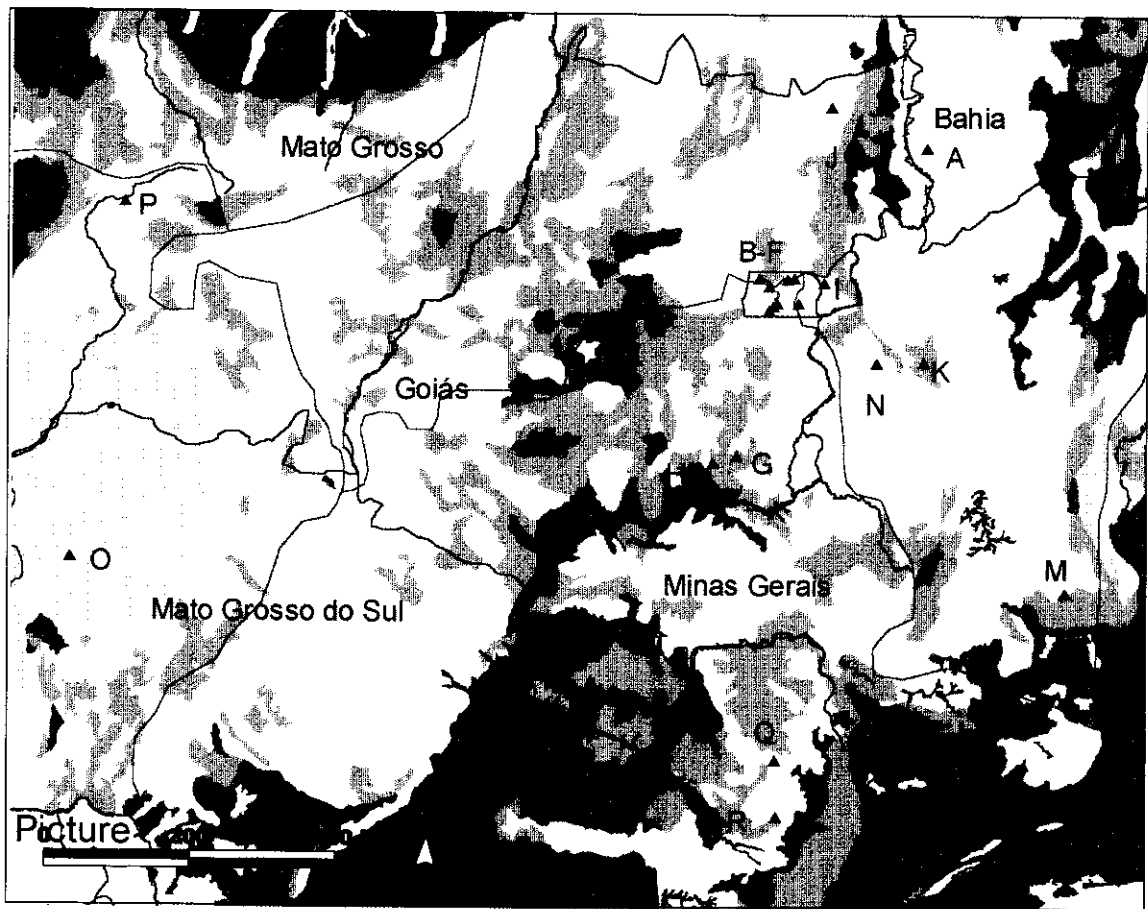 Bahia
Mato Grosso
J
A
P
B-F
I
Goiás
K
N
G
O
Minas Gerais
M
Mato Grosso do Sul
Q
R
Picture